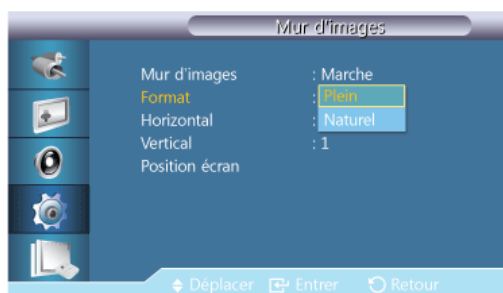 Mur d'images
Mur d'images : Marche
Format : Plein
Naturel
Horizontal :
Vertical : 1
Position écran
Déplacer Entrer Retour